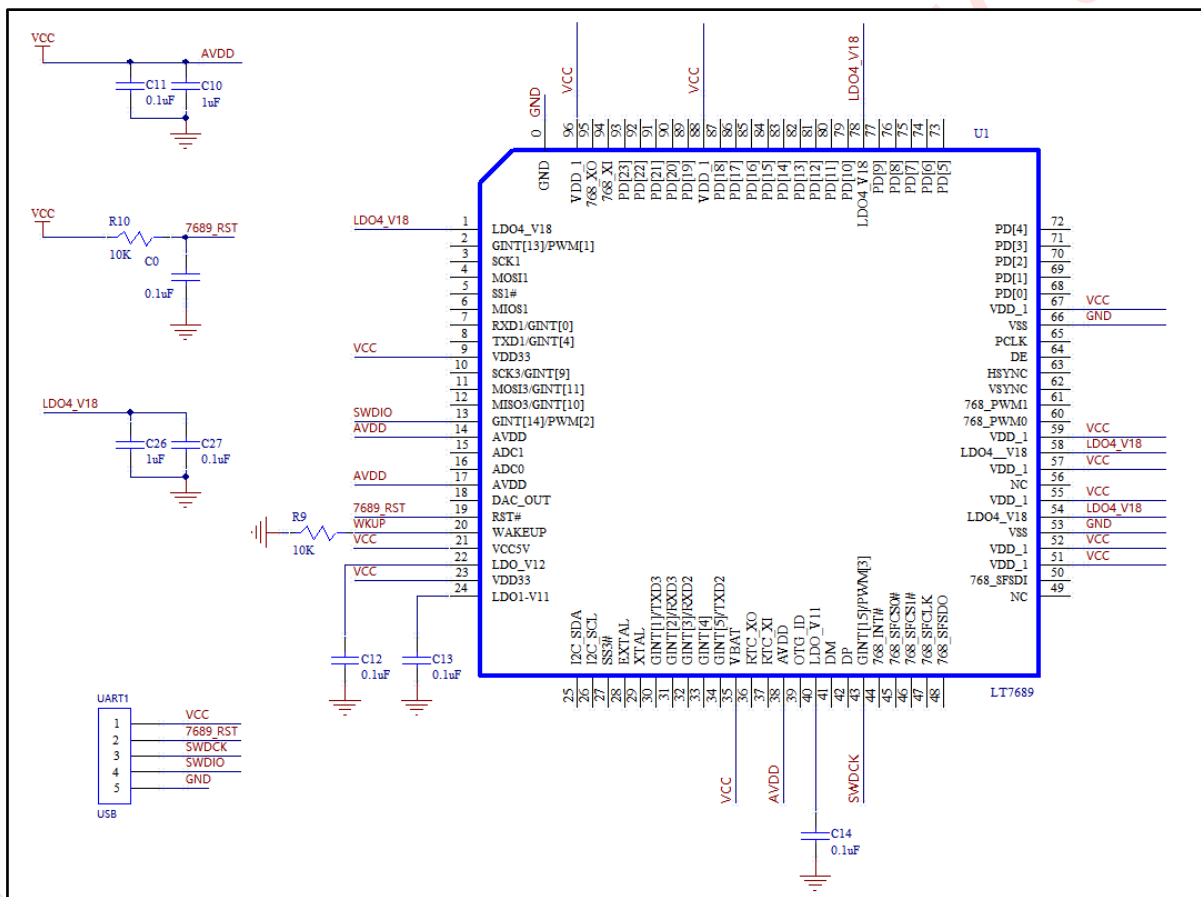 VCC
AVDD
C11
0.1uF
C10
1uF
VCC
R10
10K
7689_RST
C0
0.1uF
LDO4_V18
C26
1uF
C27
0.1uF
R9
10K
C12
0.1uF
C13
0.1uF
UART1
1 VCC
2 7689_RST
3 SWDCK
4 SWDIO
5 GND
USB
U1
GND 0 GND
VCC 96 VDD_1
95 768_XO
94 768_XI
93 PD[23]
92 PD[22]
91 PD[21]
90 PD[20]
89 PD[19]
VCC 88 VDD_1
87 PD[18]
86 PD[17]
85 PD[16]
84 PD[15]
83 PD[14]
82 PD[13]
81 PD[12]
80 PD[11]
79 PD[10]
LDO4_V18 78 LDO4_V18
77 PD[9]
76 PD[8]
75 PD[7]
74 PD[6]
73 PD[5]
LDO4_V18 1 LDO4_V18
2 GINT[13]/PWM[1]
3 SCK1
4 MOSI1
5 SS1#
6 MIOS1
7 RXD1/GINT[0]
8 TXD1/GINT[4]
VCC 9 VDD33
10 SCK3/GINT[9]
11 MOSI3/GINT[11]
12 MISO3/GINT[10]
SWDIO 13 GINT[14]/PWM[2]
AVDD 14 AVDD
15 ADC1
16 ADC0
AVDD 17 AVDD
18 DAC_OUT
7689_RST 19 RST#
WKUP 20 WAKEUP
VCC 21 VCC5V
22 LDO_V12
VCC 23 VDD33
24 LDO1-V11
PD[4] 72
PD[3] 71
PD[2] 70
PD[1] 69
PD[0] 68
VDD_1 67 VCC
VSS 66 GND
PCLK 65
DE 64
HSYNC 63
VSYNC 62
768_PWM1 61
768_PWM0 60
VDD_1 59 VCC
LDO4__V18 58 LDO4_V18
VDD_1 57 VCC
NC 56
VDD_1 55 VCC
LDO4_V18 54 LDO4_V18
VSS 53 GND
VDD_1 52 VCC
VDD_1 51 VCC
768_SFSDI 50
NC 49
I2C_SDA 25
I2C_SCL 26
SS3# 27
EXTAL 28
XTAL 29
GINT[1]/TXD3 30
GINT[2]/RXD3 31
GINT[3]/RXD2 32
GINT[4] 33
GINT[5]/TXD2 34
VBAT 35 VCC
RTC_XO 36
RTC_XI 37
AVDD 38 AVDD
OTG_ID 39
LDO_V11 40
DM 41
DP 42
GINT[15]/PWM[3] 43 SWDCK
768_INT# 44
768_SFCS0# 45
768_SFCS1# 46
768_SFCLK 47
768_SFSDO 48
LT7689
C14
0.1uF